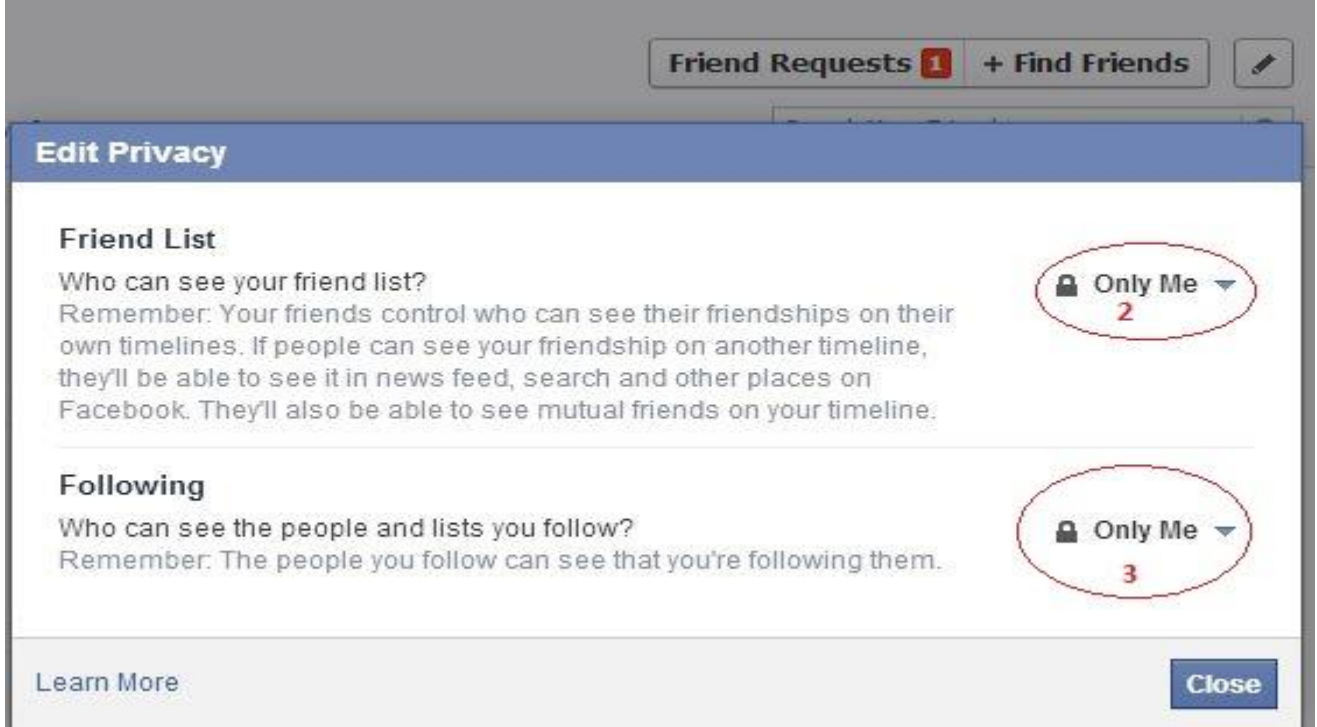 Friend Requests 1 + Find Friends
Edit Privacy
Friend List
Who can see your friend list?
Remember: Your friends control who can see their friendships on their
own timelines. If people can see your friendship on another timeline,
they'll be able to see it in news feed, search and other places on
Facebook. They'll also be able to see mutual friends on your timeline.
Only Me
2
Following
Who can see the people and lists you follow?
Remember: The people you follow can see that you're following them.
Only Me
3
Learn More
Close